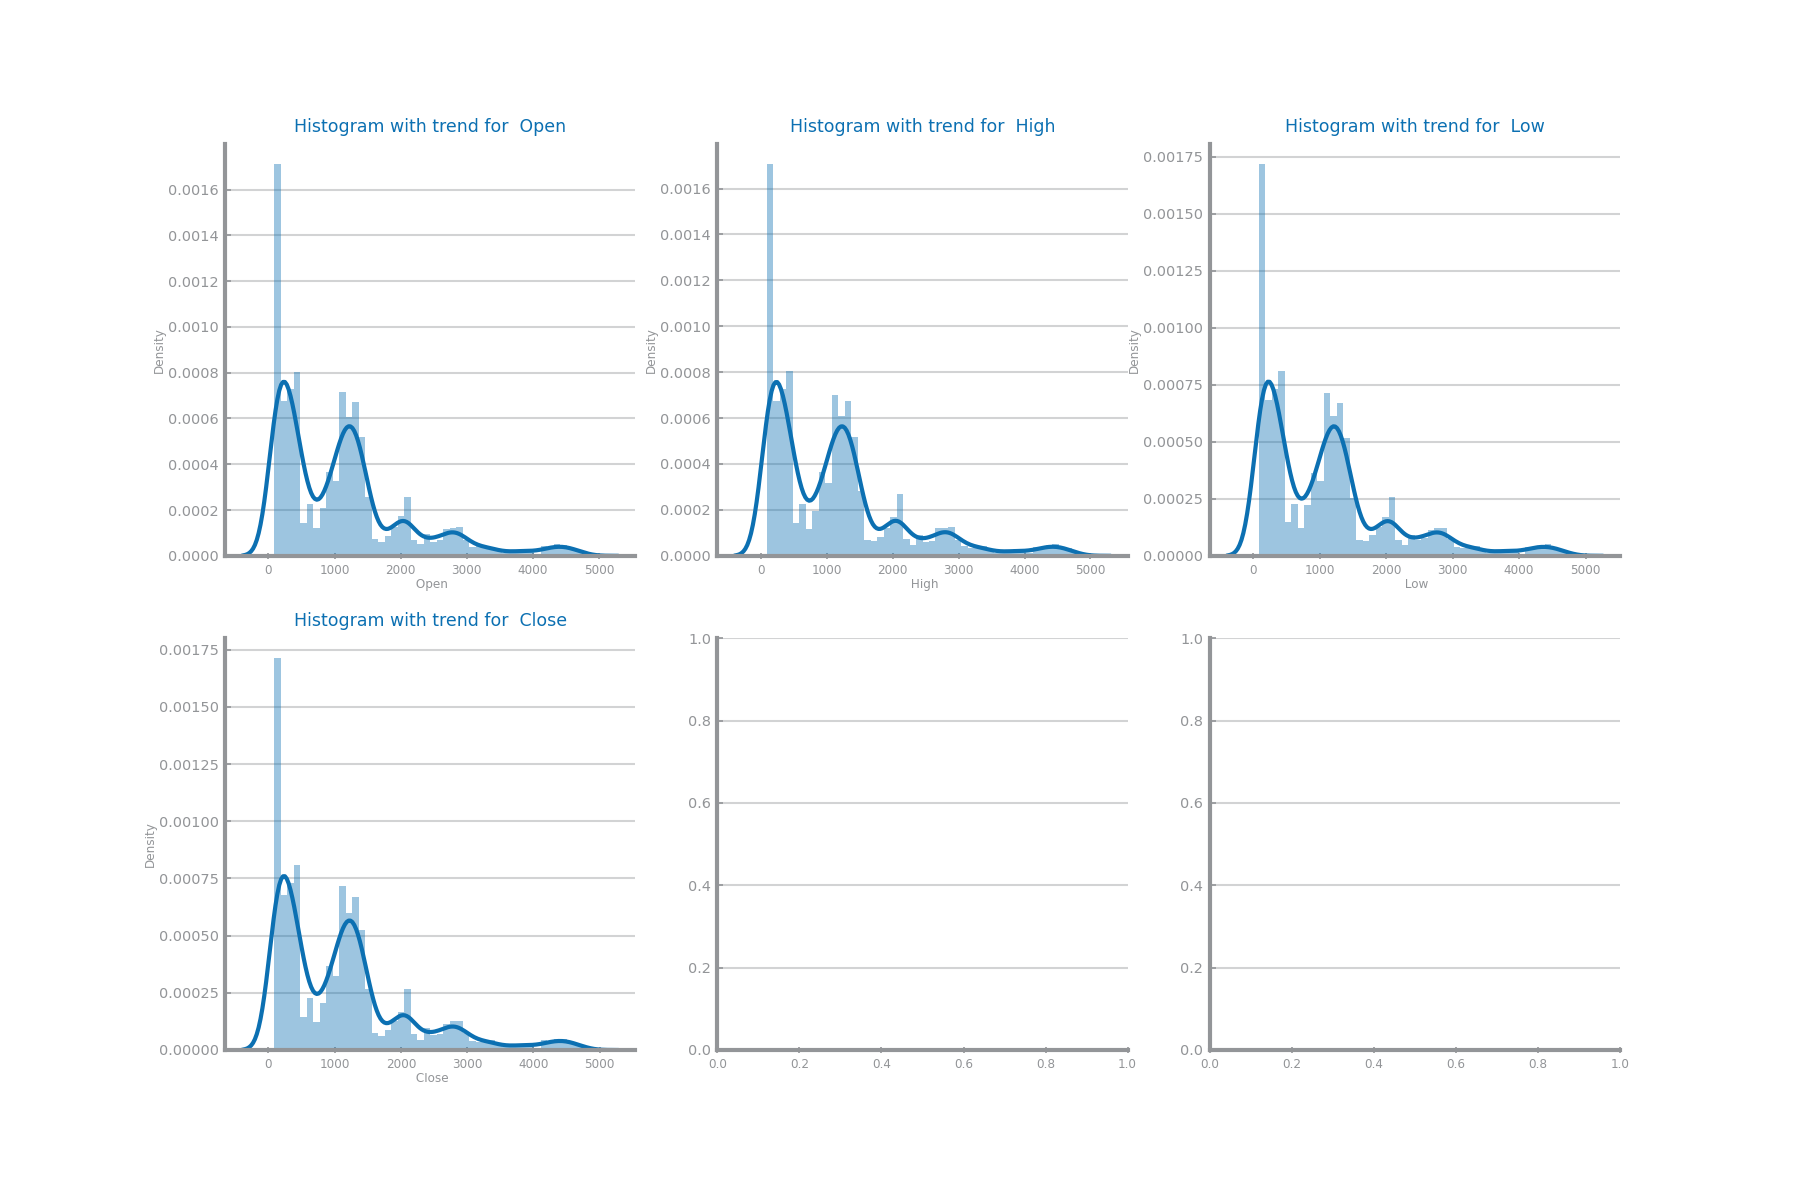 Histogram with trend for  Open
0.0016
0.0014
0.0012
0.0010
0.0008
0.0006
0.0004
0.0002
0.0000
Density
0 1000 2000 3000 4000 5000
Open
Histogram with trend for  High
0.0016
0.0014
0.0012
0.0010
0.0008
0.0006
0.0004
0.0002
0.0000
Density
0 1000 2000 3000 4000 5000
High
Histogram with trend for  Low
0.00175
0.00150
0.00125
0.00100
0.00075
0.00050
0.00025
0.00000
Density
0 1000 2000 3000 4000 5000
Low
Histogram with trend for  Close
0.00175
0.00150
0.00125
0.00100
0.00075
0.00050
0.00025
0.00000
Density
0 1000 2000 3000 4000 5000
Close
1.0
0.8
0.6
0.4
0.2
0.0
0.0 0.2 0.4 0.6 0.8 1.0
1.0
0.8
0.6
0.4
0.2
0.0
0.0 0.2 0.4 0.6 0.8 1.0